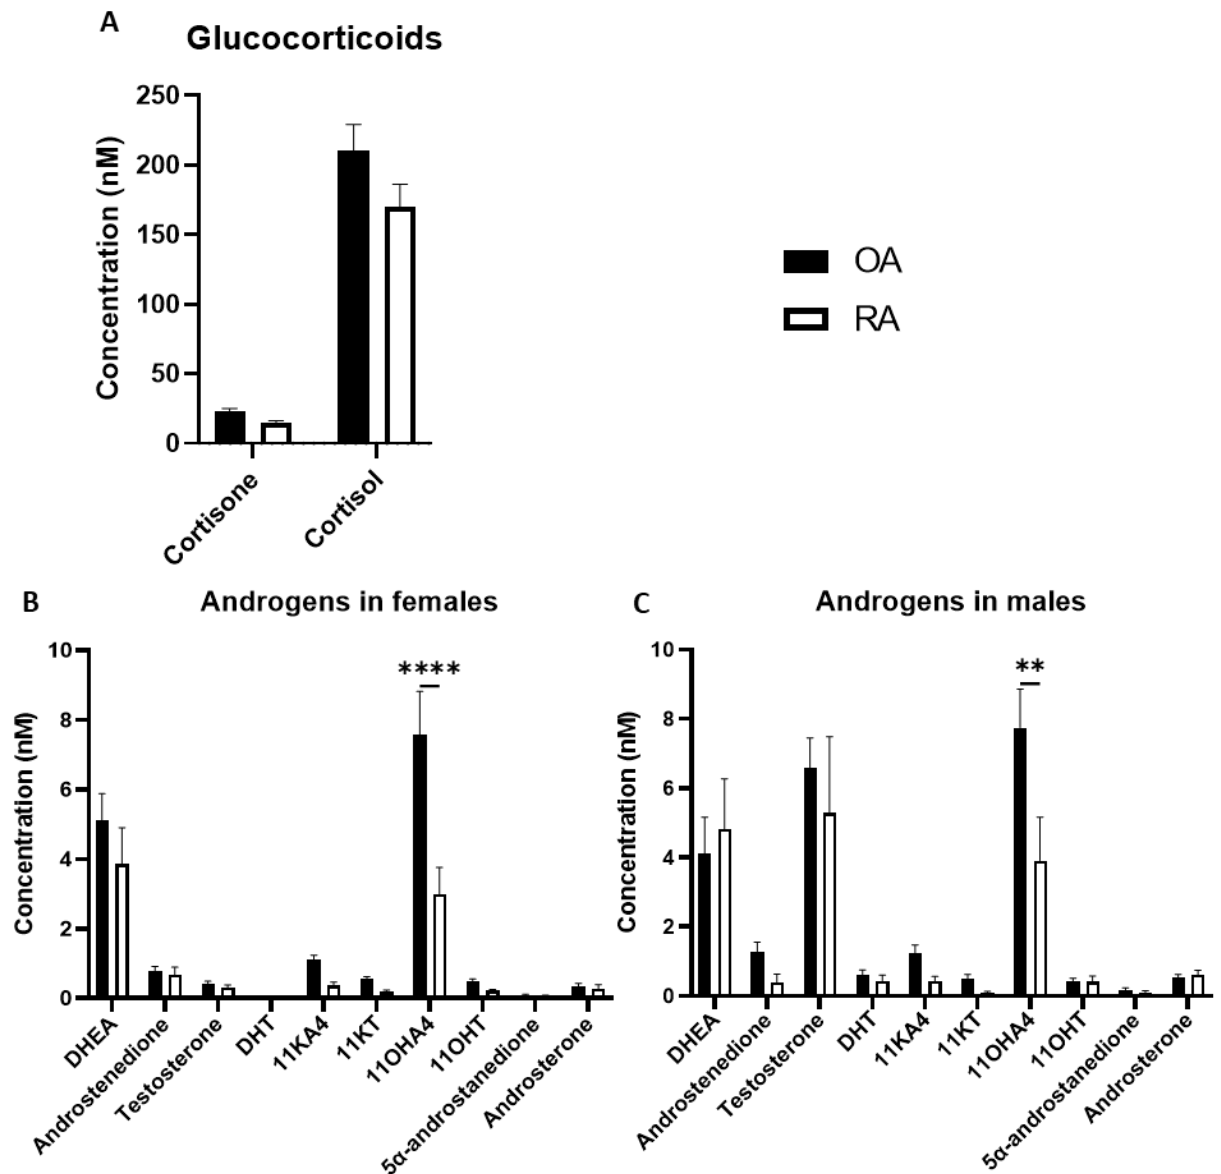 A
Glucocorticoids
250
200
150
100
50
0
Concentration (nM)
Cortisone
Cortisol
OA
RA
B
Androgens in females
10
8
6
4
2
0
Concentration (nM)
****
DHEA
Androstenedione
Testosterone
DHT
11KA4
11KT
11OHA4
11OHT
5α-androstanedione
Androsterone
C
Androgens in males
10
8
6
4
2
0
Concentration (nM)
**
DHEA
Androstenedione
Testosterone
DHT
11KA4
11KT
11OHA4
11OHT
5α-androstanedione
Androsterone